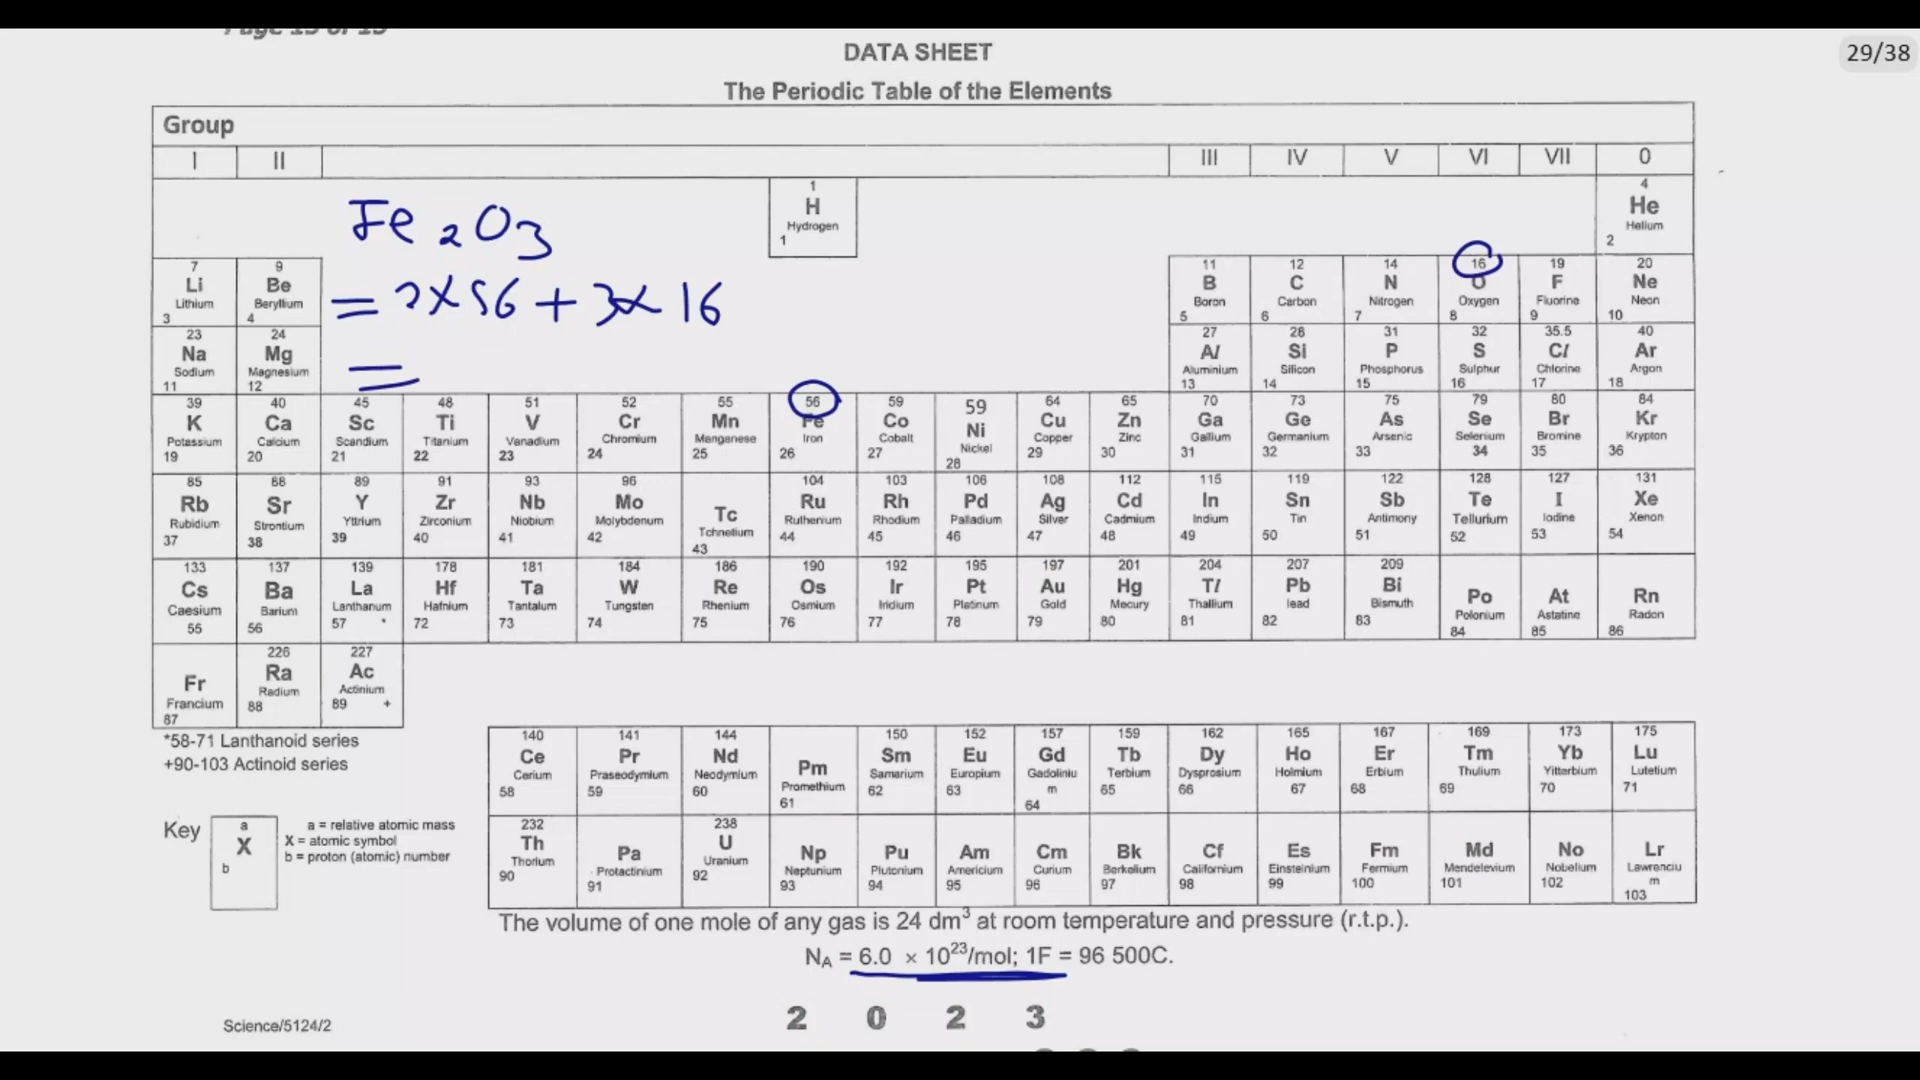 29/38
DATA SHEET
The Periodic Table of the Elements
Group
I II III IV V VI VII 0
1 H Hydrogen 1
4 He Helium 2
Fe2O3
= 2×56 + 3× 16
=
7 Li Lithium 3
9 Be Beryllium 4
11 B Boron 5
12 C Carbon 6
14 N Nitrogen 7
16 O Oxygen 8
19 F Fluorine 9
20 Ne Neon 10
23 Na Sodium 11
24 Mg Magnesium 12
27 Al Aluminium 13
28 Si Silicon 14
31 P Phosphorus 15
32 S Sulphur 16
35.5 Cl Chlorine 17
40 Ar Argon 18
39 K Potassium 19
40 Ca Calcium 20
45 Sc Scandium 21
48 Ti Titanium 22
51 V Vanadium 23
52 Cr Chromium 24
55 Mn Manganese 25
56 Fe Iron 26
59 Co Cobalt 27
59 Ni Nickel 28
64 Cu Copper 29
65 Zn Zinc 30
70 Ga Gallium 31
73 Ge Germanium 32
75 As Arsenic 33
79 Se Selenium 34
80 Br Bromine 35
84 Kr Krypton 36
85 Rb Rubidium 37
88 Sr Strontium 38
89 Y Yttrium 39
91 Zr Zirconium 40
93 Nb Niobium 41
96 Mo Molybdenum 42
Tc Tchnetium 43
104 Ru Ruthenium 44
103 Rh Rhodium 45
106 Pd Palladium 46
108 Ag Silver 47
112 Cd Cadmium 48
115 In Indium 49
119 Sn Tin 50
122 Sb Antimony 51
128 Te Tellurium 52
127 I Iodine 53
131 Xe Xenon 54
133 Cs Caesium 55
137 Ba Barium 56
139 La Lanthanum 57 *
178 Hf Hafnium 72
181 Ta Tantalum 73
184 W Tungsten 74
186 Re Rhenium 75
190 Os Osmium 76
192 Ir Iridium 77
195 Pt Platinum 78
197 Au Gold 79
201 Hg Mecury 80
204 Tl Thallium 81
207 Pb lead 82
209 Bi Bismuth 83
Po Polonium 84
At Astatine 85
Rn Radon 86
Fr Francium 87
226 Ra Radium 88
227 Ac Actinium 89 +
*58-71 Lanthanoid series
+90-103 Actinoid series
140 Ce Cerium 58
141 Pr Praseodymium 59
144 Nd Neodymium 60
Pm Promethium 61
150 Sm Samarium 62
152 Eu Europium 63
157 Gd Gadoliniu m 64
159 Tb Terbium 65
162 Dy Dysprosium 66
165 Ho Holmium 67
167 Er Erbium 68
169 Tm Thulium 69
173 Yb Yitterbium 70
175 Lu Lutetium 71
Key
a X b
a = relative atomic mass
X = atomic symbol
b = proton (atomic) number
232 Th Thorium 90
Pa Protactinium 91
238 U Uranium 92
Np Neptunium 93
Pu Plutonium 94
Am Americium 95
Cm Curium 96
Bk Berkelium 97
Cf Californium 98
Es Einsteinium 99
Fm Fermium 100
Md Mendelevium 101
No Nobelium 102
Lr Lawrenciu m 103
The volume of one mole of any gas is 24 dm³ at room temperature and pressure (r.t.p.).
NA = 6.0 × 10²³/mol; 1F = 96 500C.
Science/5124/2
2 0 2 3